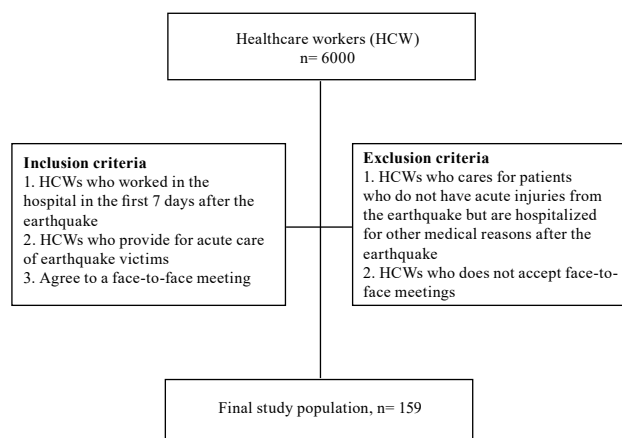 Healthcare workers (HCW)
n= 6000
Inclusion criteria
1. HCWs who worked in the
hospital in the first 7 days after the
earthquake
2. HCWs who provide for acute care
of earthquake victims
3. Agree to a face-to-face meeting
Exclusion criteria
1. HCWs who cares for patients
who do not have acute injuries from
the earthquake but are hospitalized
for other medical reasons after the
earthquake
2. HCWs who does not accept face-to-
face meetings
Final study population, n= 159